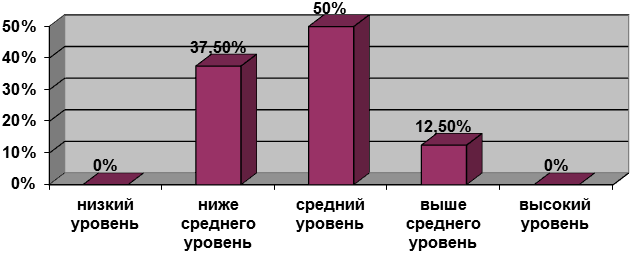 50%
40%
30%
20%
10%
0%
0%
37,50%
50%
12,50%
0%
низкий
уровень
ниже
среднего
уровень
средний
уровень
выше
среднего
уровень
высокий
уровень